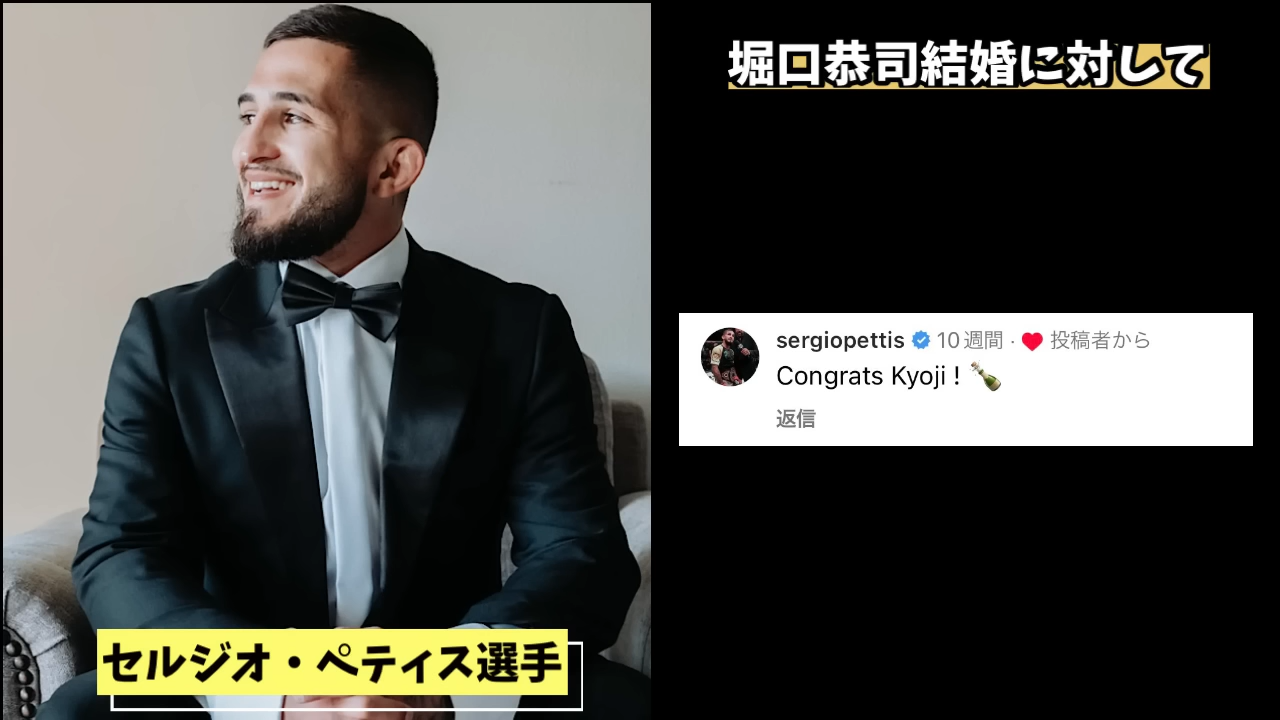 堀口恭司結婚に対して
sergiopettis 10週間・ 投稿者から
Congrats Kyoji !
返信
セルジオ・ペティス選手